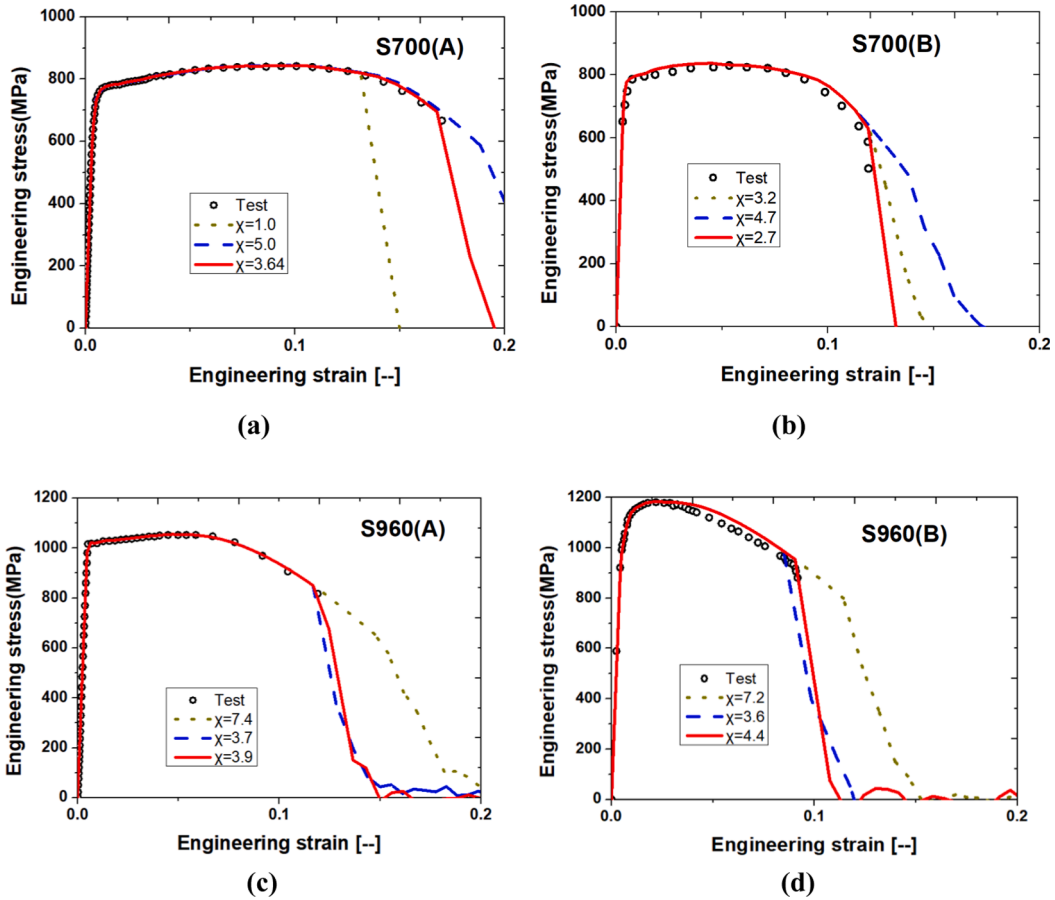 S700(A)
Engineering stress(MPa)
1000
800
600
400
200
0
Test
χ=1.0
χ=5.0
χ=3.64
0.0 0.1 0.2
Engineering strain [--]
(a)
S700(B)
Engineering stress(MPa)
1000
800
600
400
200
0
Test
χ=3.2
χ=4.7
χ=2.7
0.0 0.1 0.2
Engineering strain [--]
(b)
S960(A)
Engineering stress(MPa)
1200
1000
800
600
400
200
0
Test
χ=7.4
χ=3.7
χ=3.9
0.0 0.1 0.2
Engineering strain [--]
(c)
S960(B)
Engineering stress(MPa)
1200
1000
800
600
400
200
0
Test
χ=7.2
χ=3.6
χ=4.4
0.0 0.1 0.2
Engineering strain [--]
(d)